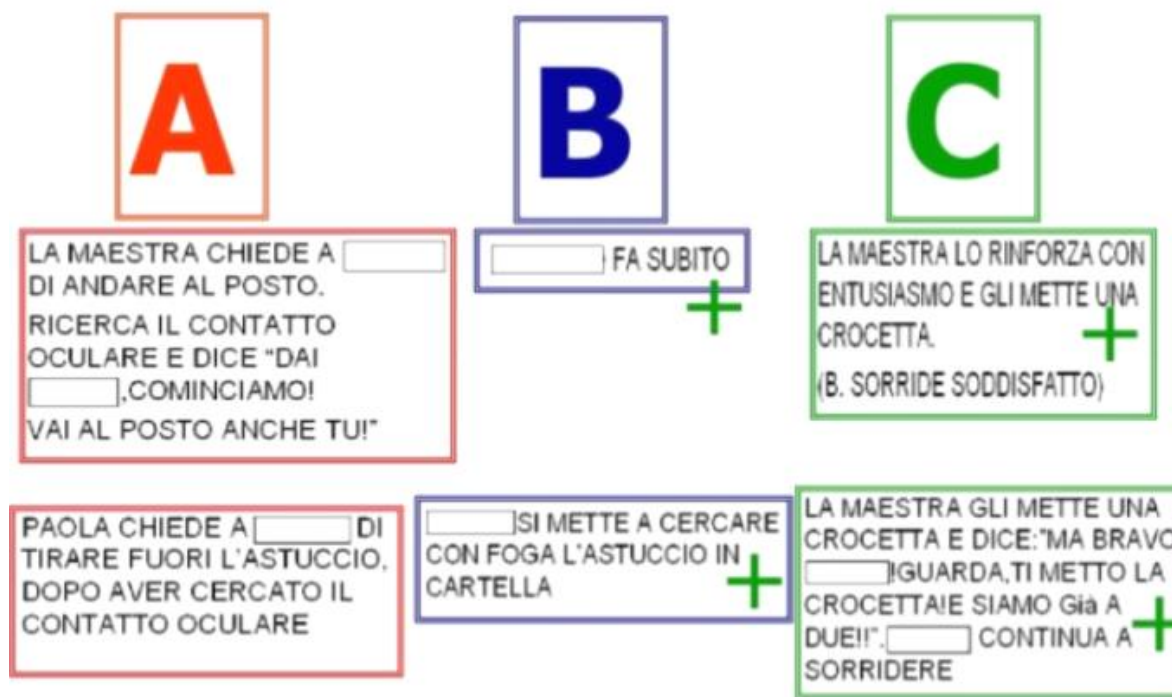 A
B
C
LA MAESTRA CHIEDE A
DI ANDARE AL POSTO.
RICERCA IL CONTATTO
OCULARE E DICE “DAI
,COMINCIAMO!
VAI AL POSTO ANCHE TU!”
FA SUBITO
LA MAESTRA LO RINFORZA CON
ENTUSIASMO E GLI METTE UNA
CROCETTA.
(B. SORRIDE SODDISFATTO)
PAOLA CHIEDE A DI
TIRARE FUORI L’ASTUCCIO,
DOPO AVER CERCATO IL
CONTATTO OCULARE
SI METTE A CERCARE
CON FOGA L’ASTUCCIO IN
CARTELLA
LA MAESTRA GLI METTE UNA
CROCETTA E DICE:”MA BRAVO
!GUARDA,TI METTO LA
CROCETTA!E SIAMO Già A
DUE!!”. CONTINUA A
SORRIDERE